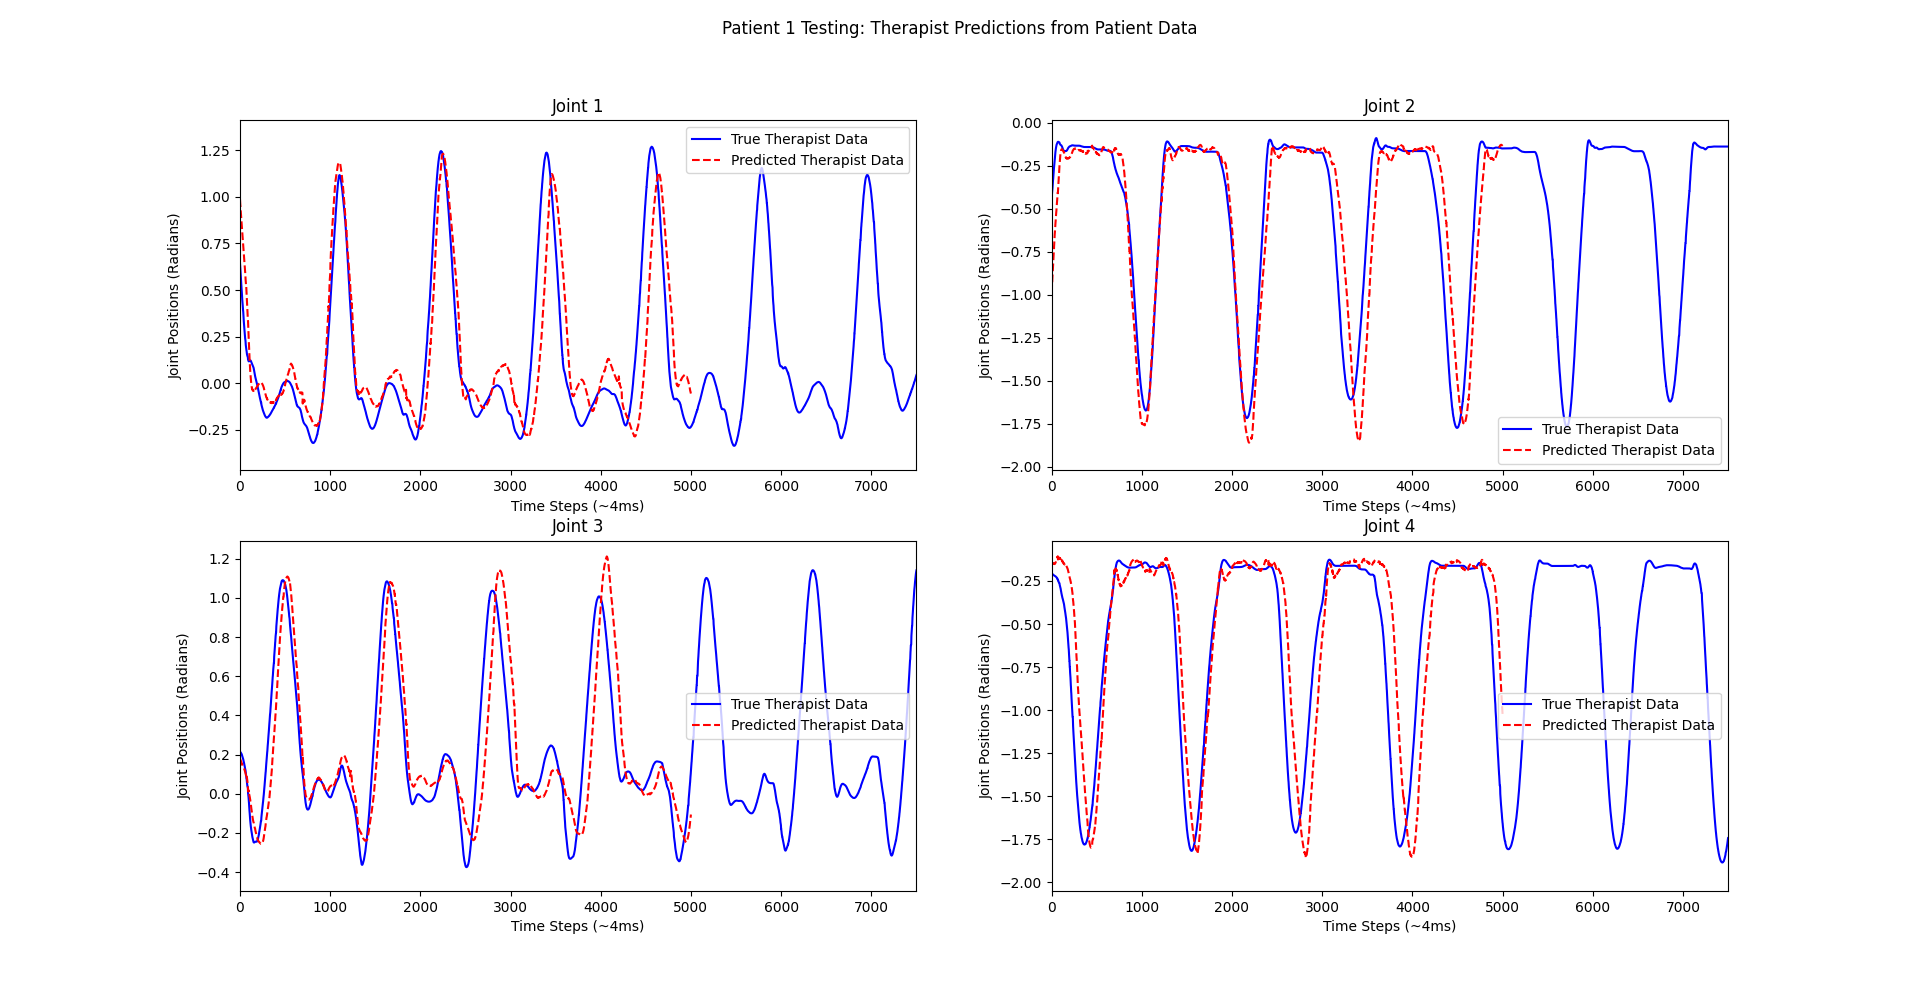 Patient 1 Testing: Therapist Predictions from Patient Data
Joint 1
1.25
1.00
0.75
0.50
0.25
0.00
−0.25
Joint Positions (Radians)
True Therapist Data
Predicted Therapist Data
0 1000 2000 3000 4000 5000 6000 7000
Time Steps (~4ms)
Joint 2
0.00
−0.25
−0.50
−0.75
−1.00
−1.25
−1.50
−1.75
−2.00
Joint Positions (Radians)
True Therapist Data
Predicted Therapist Data
0 1000 2000 3000 4000 5000 6000 7000
Time Steps (~4ms)
Joint 3
1.2
1.0
0.8
0.6
0.4
0.2
0.0
−0.2
−0.4
Joint Positions (Radians)
True Therapist Data
Predicted Therapist Data
0 1000 2000 3000 4000 5000 6000 7000
Time Steps (~4ms)
Joint 4
−0.25
−0.50
−0.75
−1.00
−1.25
−1.50
−1.75
−2.00
Joint Positions (Radians)
True Therapist Data
Predicted Therapist Data
0 1000 2000 3000 4000 5000 6000 7000
Time Steps (~4ms)